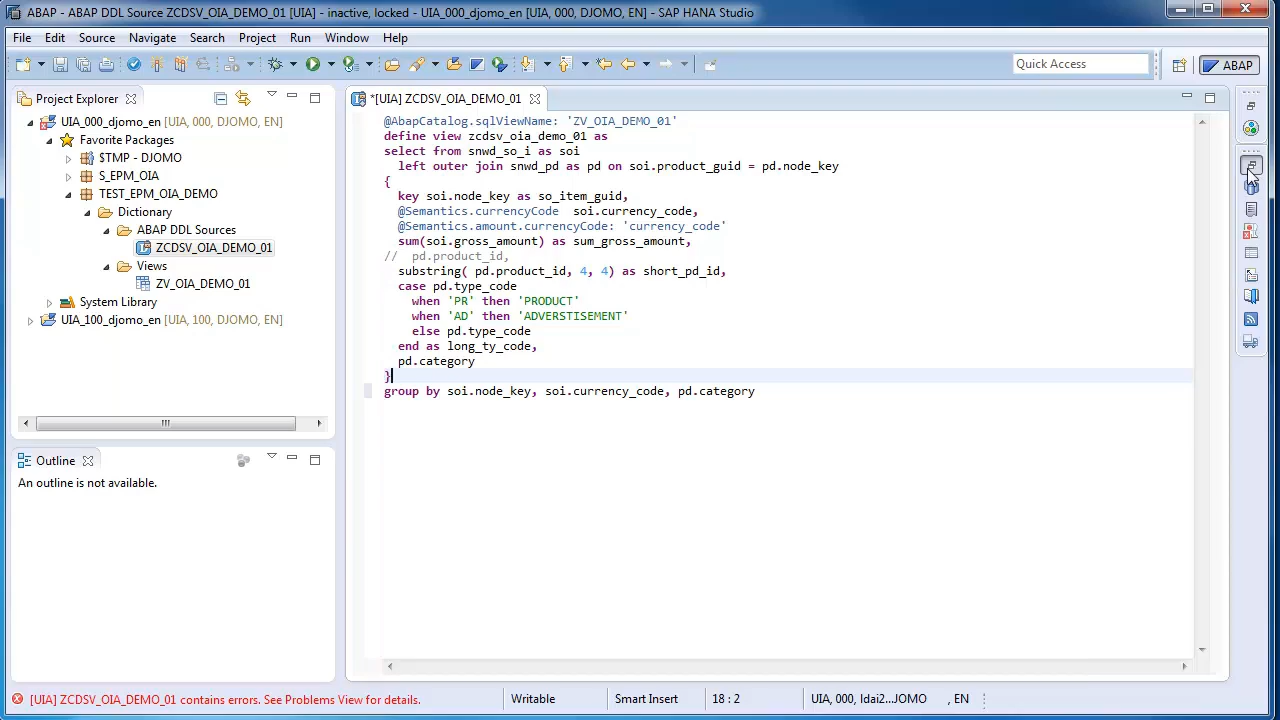 ABAP - ABAP DDL Source ZCDSV_OIA_DEMO_01 [UIA] - inactive, locked - UIA_000_djomo_en [UIA, 000, DJOMO, EN] - SAP HANA Studio
File Edit Source Navigate Search Project Run Window Help
Quick Access
ABAP
Project Explorer
UIA_000_djomo_en [UIA, 000, DJOMO, EN]
Favorite Packages
$TMP - DJOMO
S_EPM_OIA
TEST_EPM_OIA_DEMO
Dictionary
ABAP DDL Sources
ZCDSV_OIA_DEMO_01
Views
ZV_OIA_DEMO_01
System Library
UIA_100_djomo_en [UIA, 100, DJOMO, EN]
Outline
An outline is not available.
*[UIA] ZCDSV_OIA_DEMO_01
@AbapCatalog.sqlViewName: 'ZV_OIA_DEMO_01'
define view zcdsv_oia_demo_01 as
select from snwd_so_i as soi
left outer join snwd_pd as pd on soi.product_guid = pd.node_key
{
key soi.node_key as so_item_guid,
@Semantics.currencyCode  soi.currency_code,
@Semantics.amount.currencyCode: 'currency_code'
sum(soi.gross_amount) as sum_gross_amount,
//  pd.product_id,
substring( pd.product_id, 4, 4) as short_pd_id,
case pd.type_code
when 'PR' then 'PRODUCT'
when 'AD' then 'ADVERSTISEMENT'
else pd.type_code
end as long_ty_code,
pd.category
}
group by soi.node_key, soi.currency_code, pd.category
[UIA] ZCDSV_OIA_DEMO_01 contains errors. See Problems View for details.
Writable
Smart Insert
18 : 2
UIA, 000, ldai2...JOMO , EN